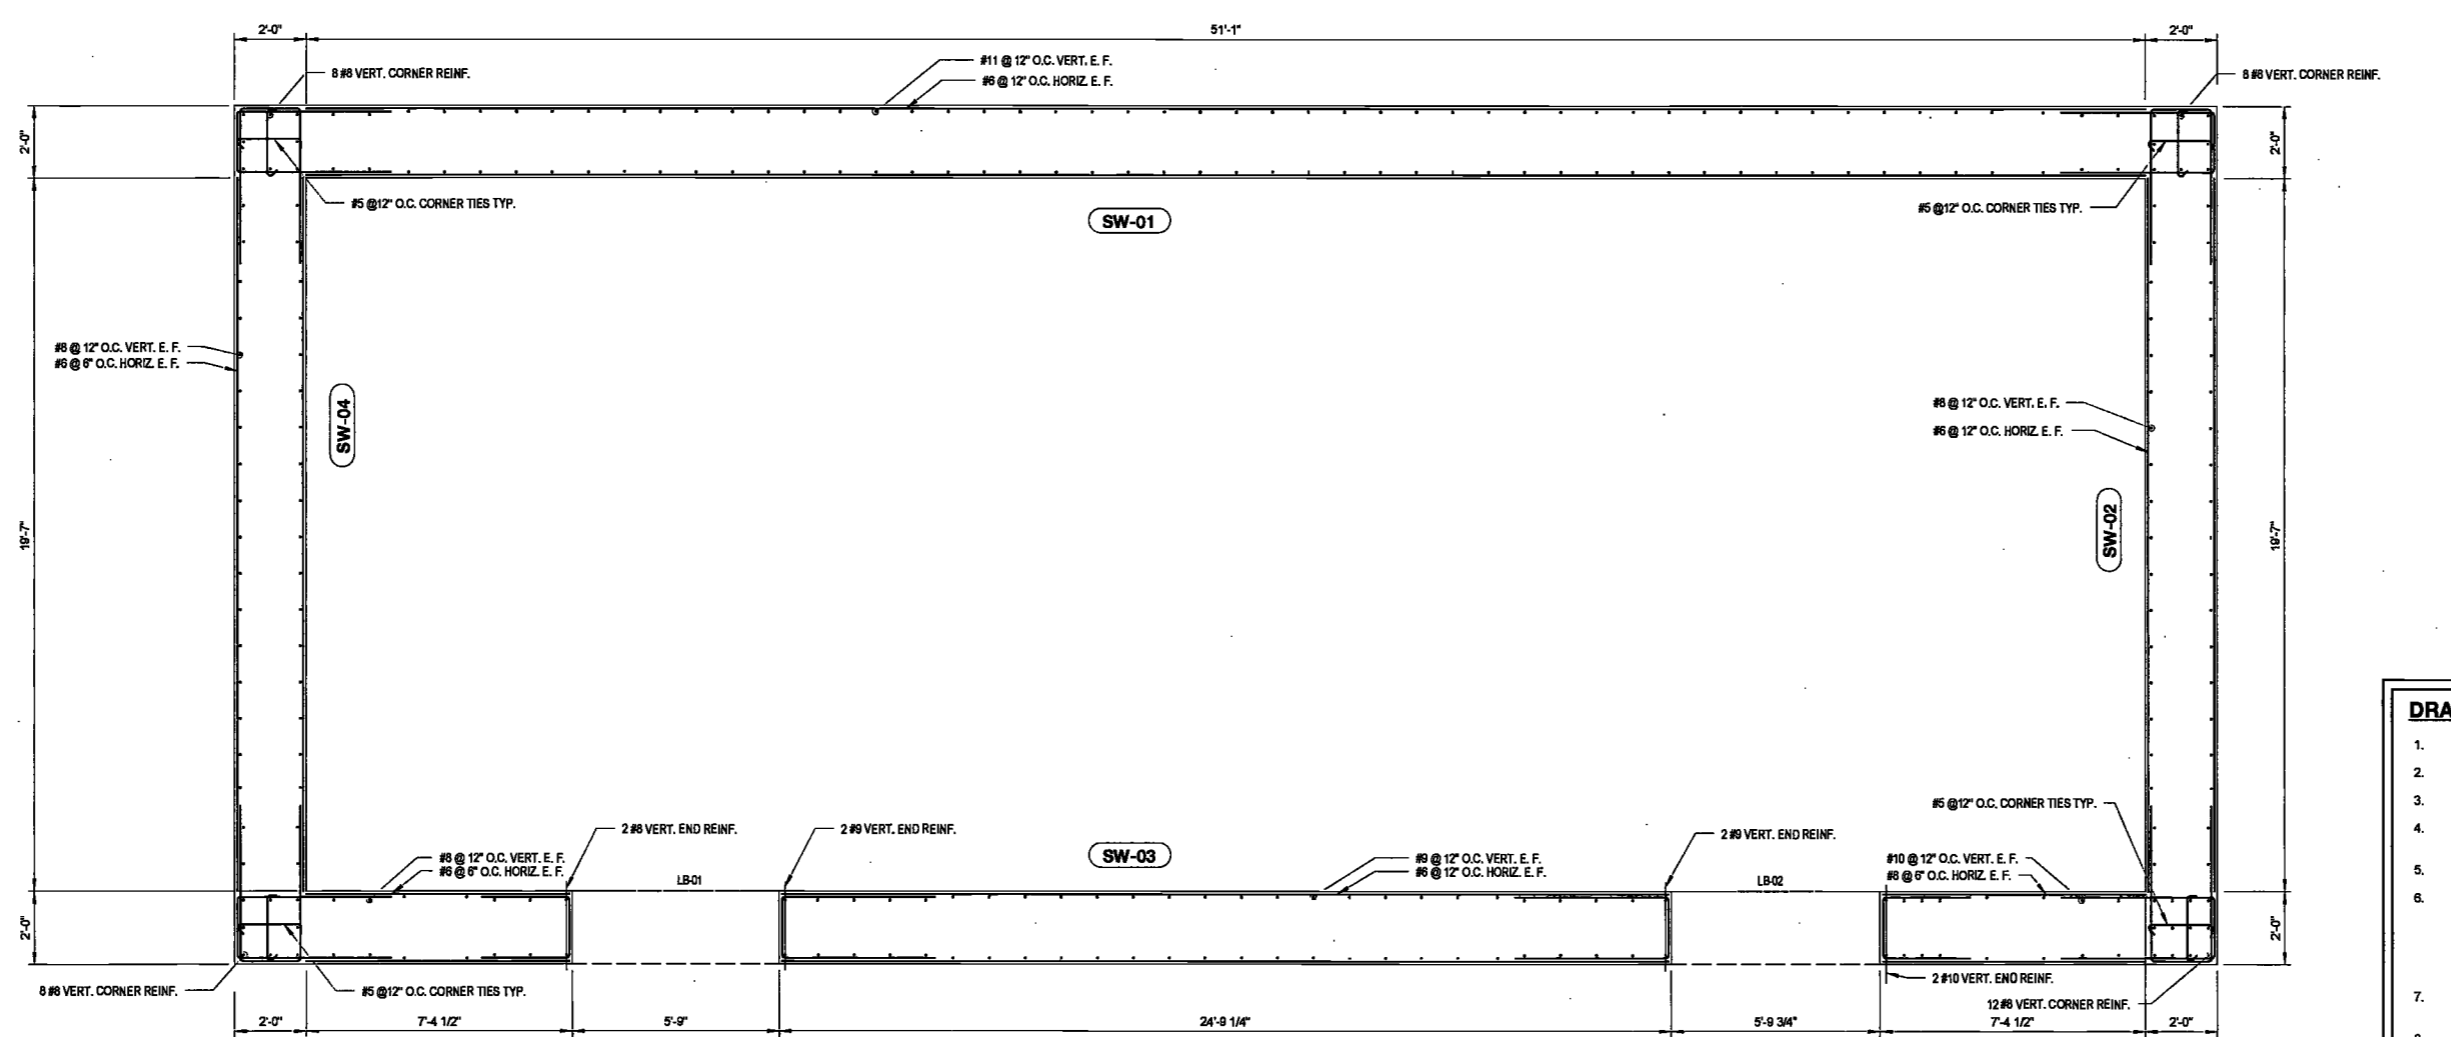 2'-0" 51'-1" 2'-0"
8 #8 VERT. CORNER REINF.
#11 @ 12" O.C. VERT. E. F.
#6 @ 12" O.C. HORIZ. E. F.
8 #8 VERT. CORNER REINF.
2'-0"
2'-0"
#5 @12" O.C. CORNER TIES TYP.
SW-01
#5 @12" O.C. CORNER TIES TYP.
#8 @ 12" O.C. VERT. E. F.
#6 @ 6" O.C. HORIZ. E. F.
SW-04
#8 @ 12" O.C. VERT. E. F.
#6 @ 12" O.C. HORIZ. E. F.
SW-02
19'-7"
19'-7"
#5 @12" O.C. CORNER TIES TYP.
2 #8 VERT. END REINF.
2 #9 VERT. END REINF.
2 #9 VERT. END REINF.
SW-03
#8 @ 12" O.C. VERT. E. F.
#6 @ 6" O.C. HORIZ. E. F.
#9 @ 12" O.C. VERT. E. F.
#6 @ 12" O.C. HORIZ. E. F.
#10 @ 12" O.C. VERT. E. F.
#8 @ 6" O.C. HORIZ. E. F.
LB-01
LB-02
2'-0"
2'-0"
8 #8 VERT. CORNER REINF.
#5 @12" O.C. CORNER TIES TYP.
2 #10 VERT. END REINF.
12 #8 VERT. CORNER REINF.
2'-0" 7'-4 1/2" 5'-9" 24'-9 1/4" 5'-9 3/4" 7'-4 1/2" 2'-0"
DRA
1.
2.
3.
4.
5.
6.
7.